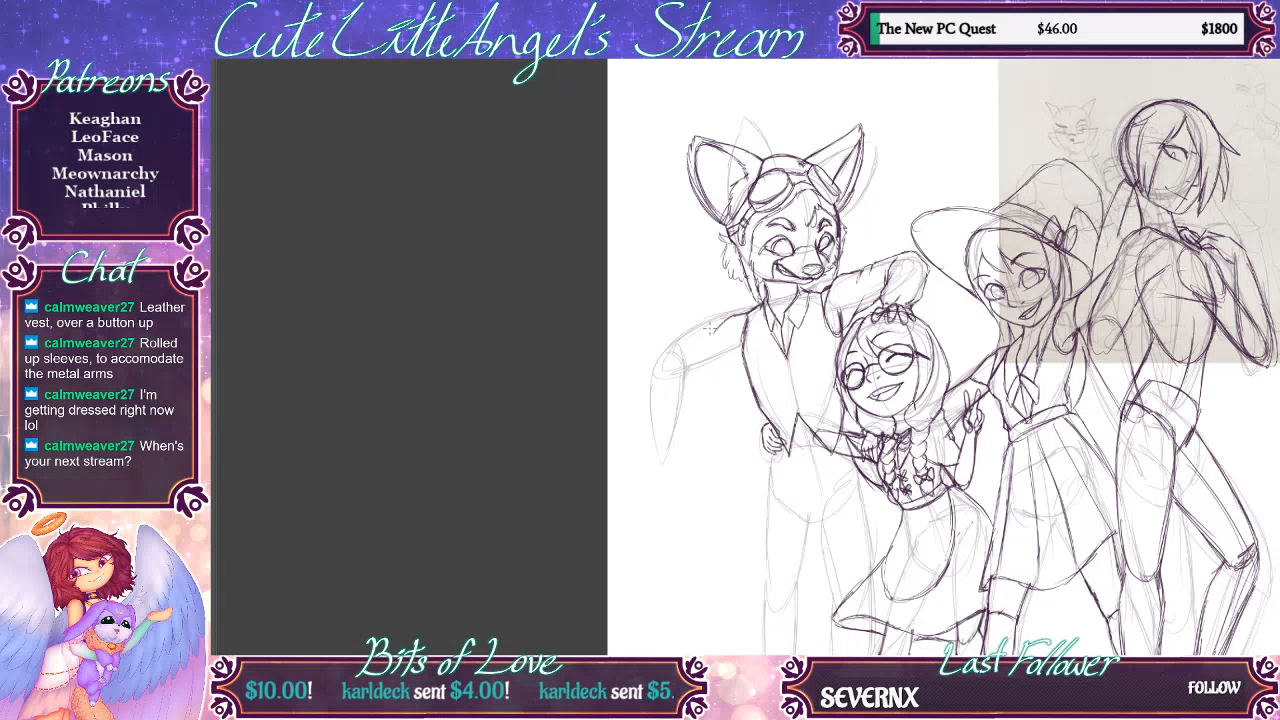 CuteLittleAngel's Stream
The New PC Quest $46.00 $1800
Patreons
Keaghan
LeoFace
Mason
Meownarchy
Nathaniel
Chat
calmweaver27 Leather
vest, over a button up
calmweaver27 Rolled
up sleeves, to accomodate
the metal arms
calmweaver27 I'm
getting dressed right now
lol
calmweaver27 When's
your next stream?
Bits of Love
$10.00! karldeck sent $4.00! karldeck sent $5.
Last Follower
SEVERNX FOLLOW